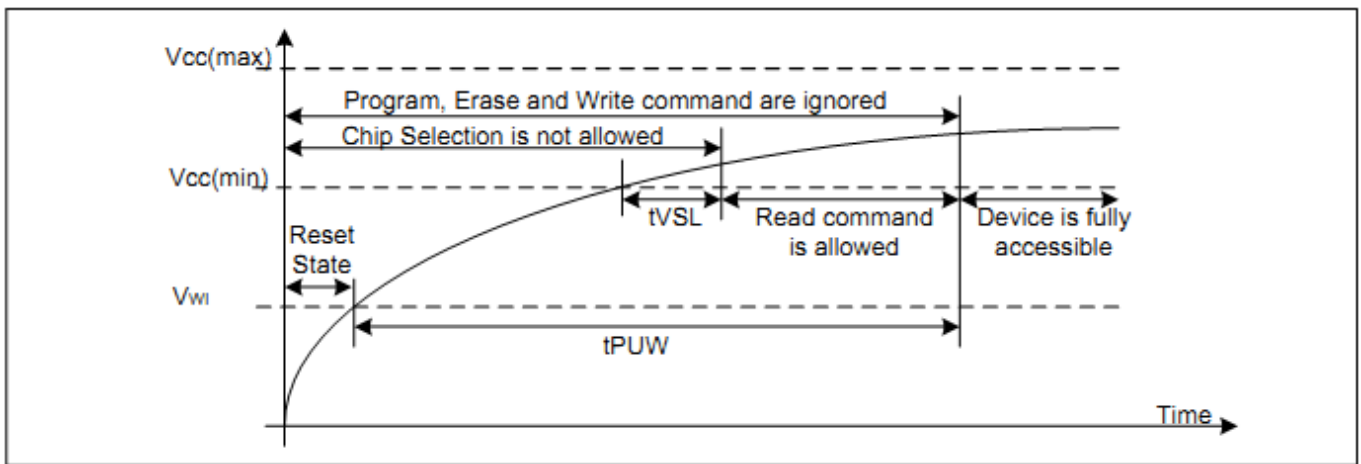 Vcc(max)
Program, Erase and Write command are ignored
Chip Selection is not allowed
Vcc(min)
tVSL
Read command
is allowed
Device is fully
accessible
Reset
State
VWI
tPUW
Time